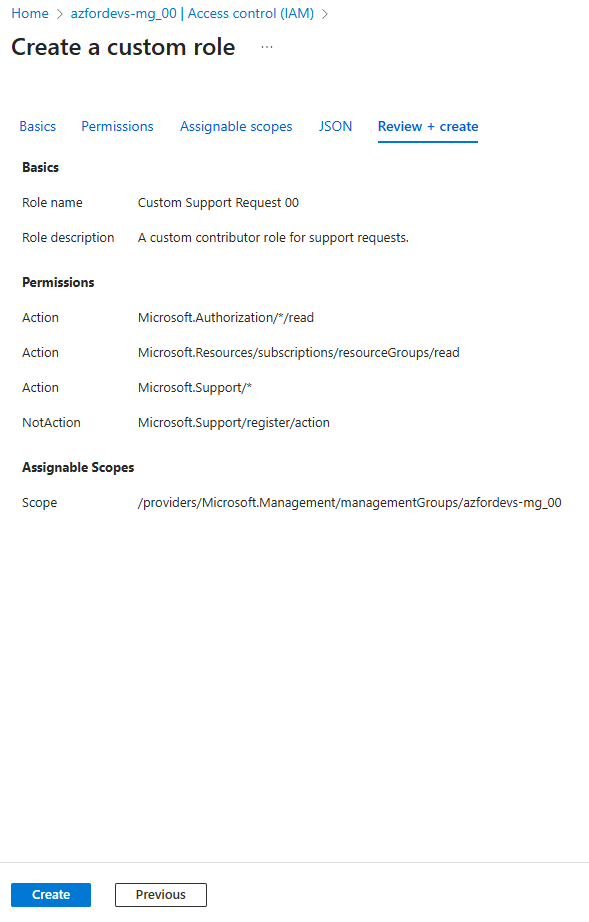 Home > azfordevs-mg_00 | Access control (IAM) >
Create a custom role ...
Basics Permissions Assignable scopes JSON Review + create
Basics
Role name Custom Support Request 00
Role description A custom contributor role for support requests.
Permissions
Action Microsoft.Authorization/*/read
Action Microsoft.Resources/subscriptions/resourceGroups/read
Action Microsoft.Support/*
NotAction Microsoft.Support/register/action
Assignable Scopes
Scope /providers/Microsoft.Management/managementGroups/azfordevs-mg_00
Create Previous